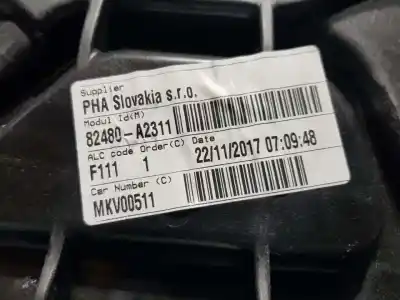 Supplier
PHA Slovakia s.r.o.
Modul Id(M)
82480-A2311
ALC code Order(C) Date
F111 1 22/11/2017 07:09:48
Car Number (C)
MKV00511